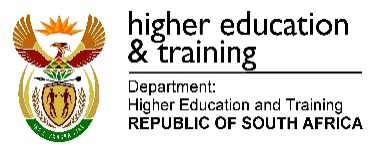 higher education
& training
Department:
Higher Education and Training
REPUBLIC OF SOUTH AFRICA